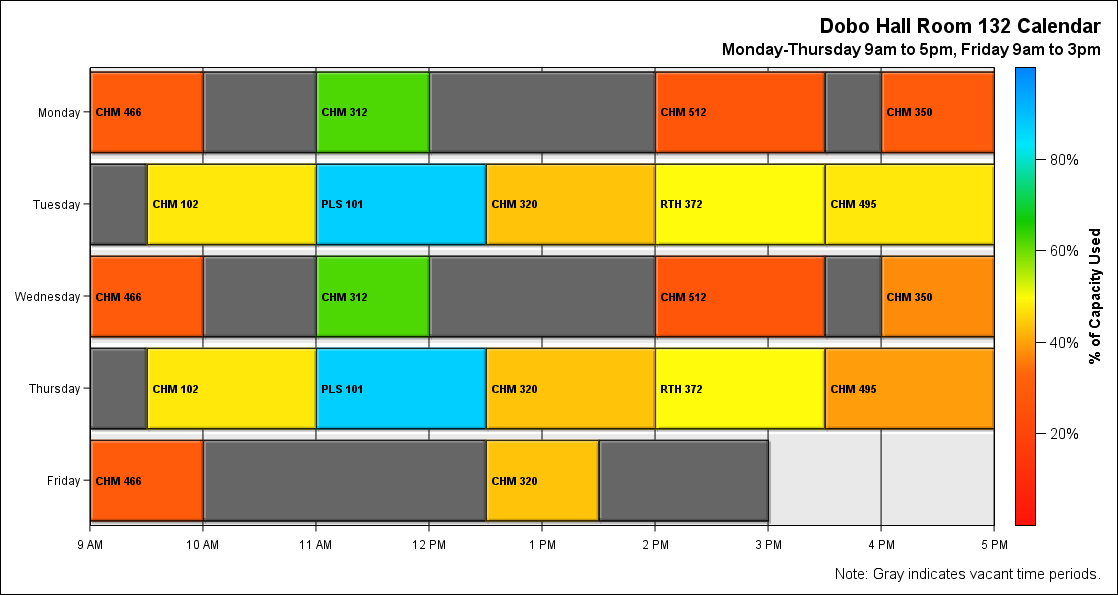 Dobo Hall Room 132 Calendar
Monday-Thursday 9am to 5pm, Friday 9am to 3pm
Monday
CHM 466
CHM 312
CHM 512
CHM 350
Tuesday
CHM 102
PLS 101
CHM 320
RTH 372
CHM 495
Wednesday
CHM 466
CHM 312
CHM 512
CHM 350
Thursday
CHM 102
PLS 101
CHM 320
RTH 372
CHM 495
Friday
CHM 466
CHM 320
9 AM
10 AM
11 AM
12 PM
1 PM
2 PM
3 PM
4 PM
5 PM
80%
60%
40%
20%
% of Capacity Used
Note: Gray indicates vacant time periods.